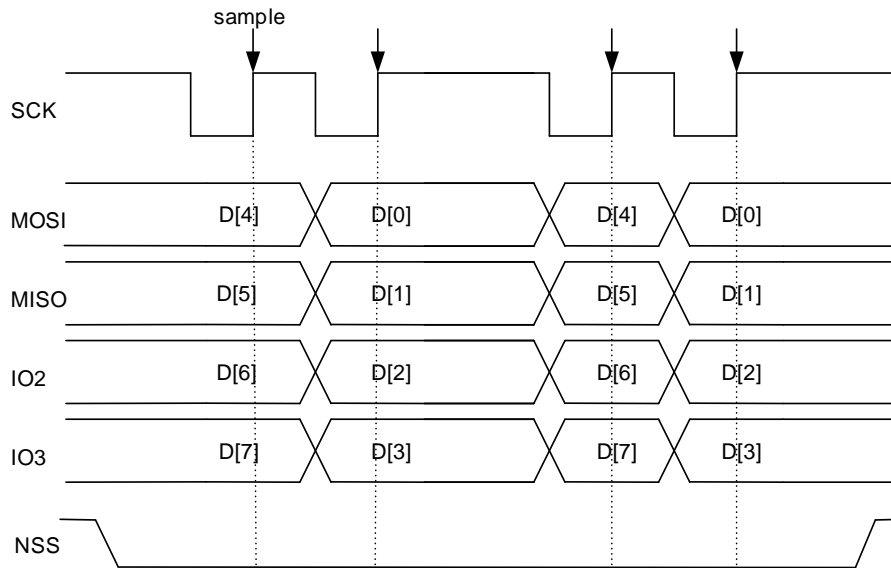 sample
SCK
MOSI D[4] D[0] D[4] D[0]
MISO D[5] D[1] D[5] D[1]
IO2 D[6] D[2] D[6] D[2]
IO3 D[7] D[3] D[7] D[3]
NSS